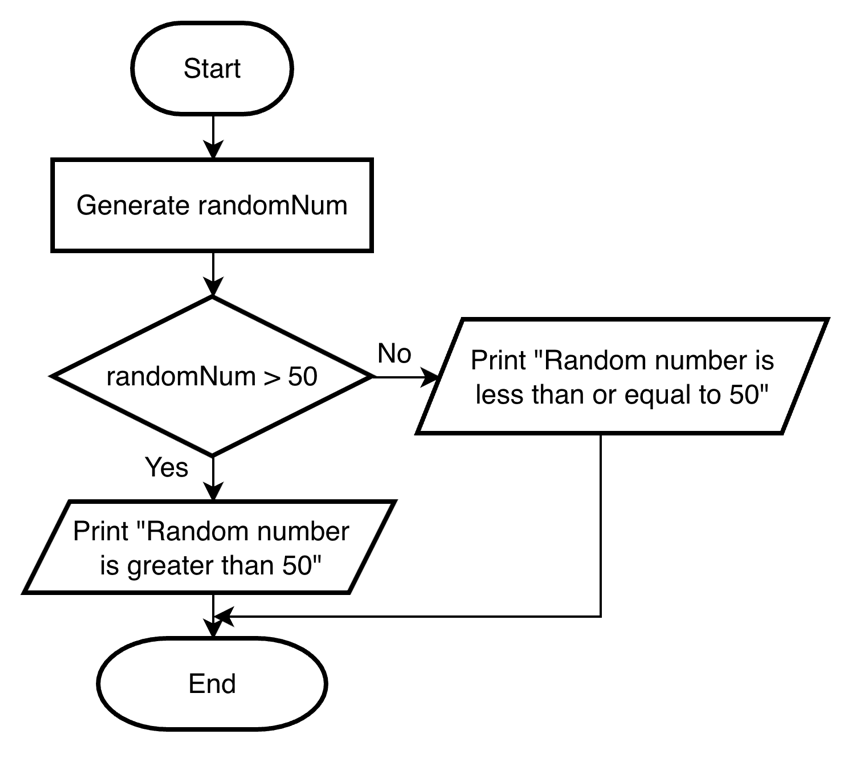 Start
Generate randomNum
randomNum > 50
No
Print "Random number is
less than or equal to 50"
Yes
Print "Random number
is greater than 50"
End